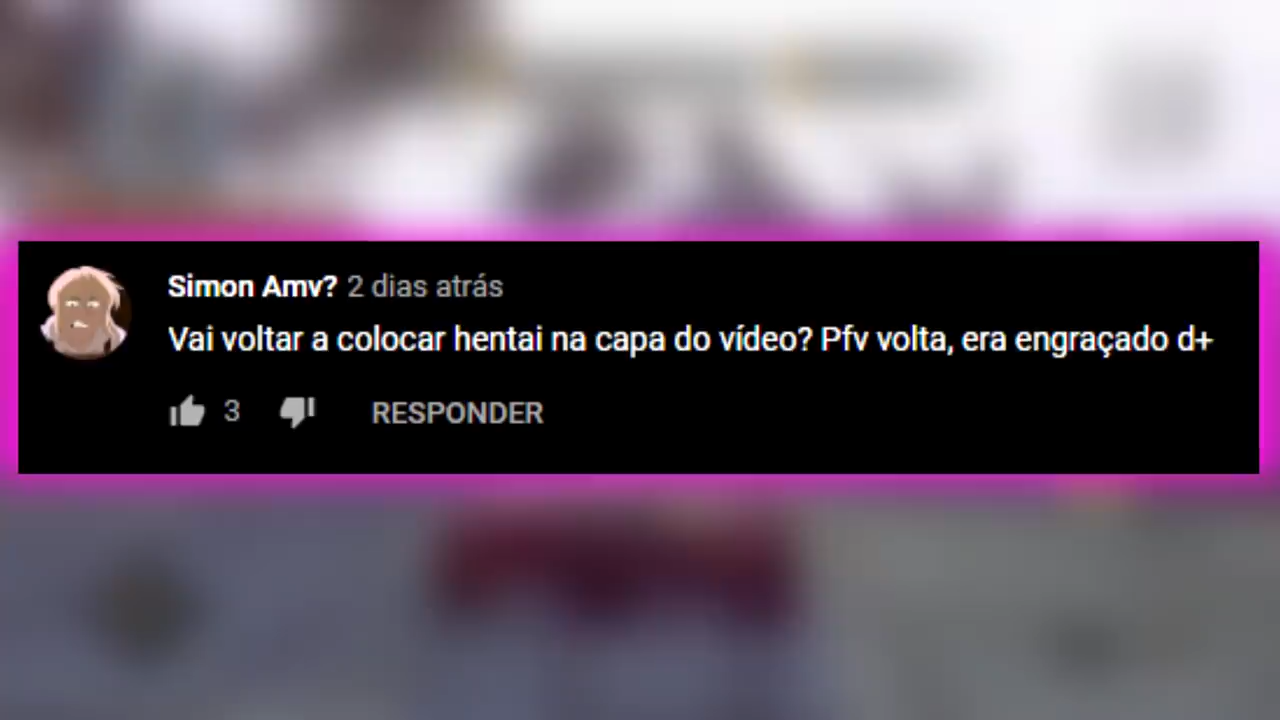 Simon Amv? 2 dias atrás
Vai voltar a colocar hentai na capa do vídeo? Pfv volta, era engraçado d+
3 RESPONDER